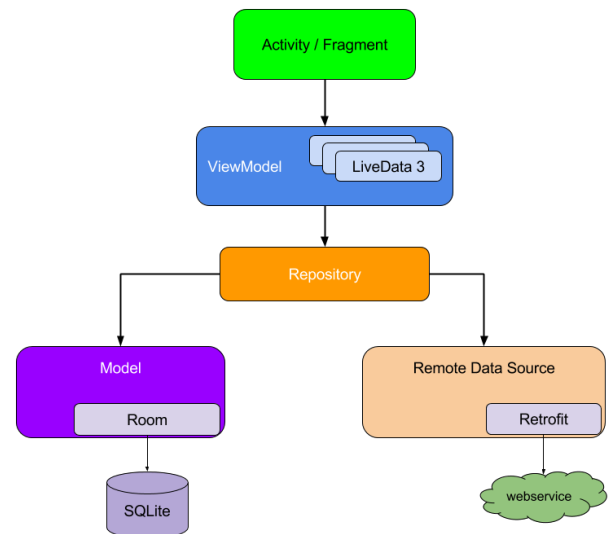 Activity / Fragment
ViewModel
LiveData 3
Repository
Model
Room
SQLite
Remote Data Source
Retrofit
webservice